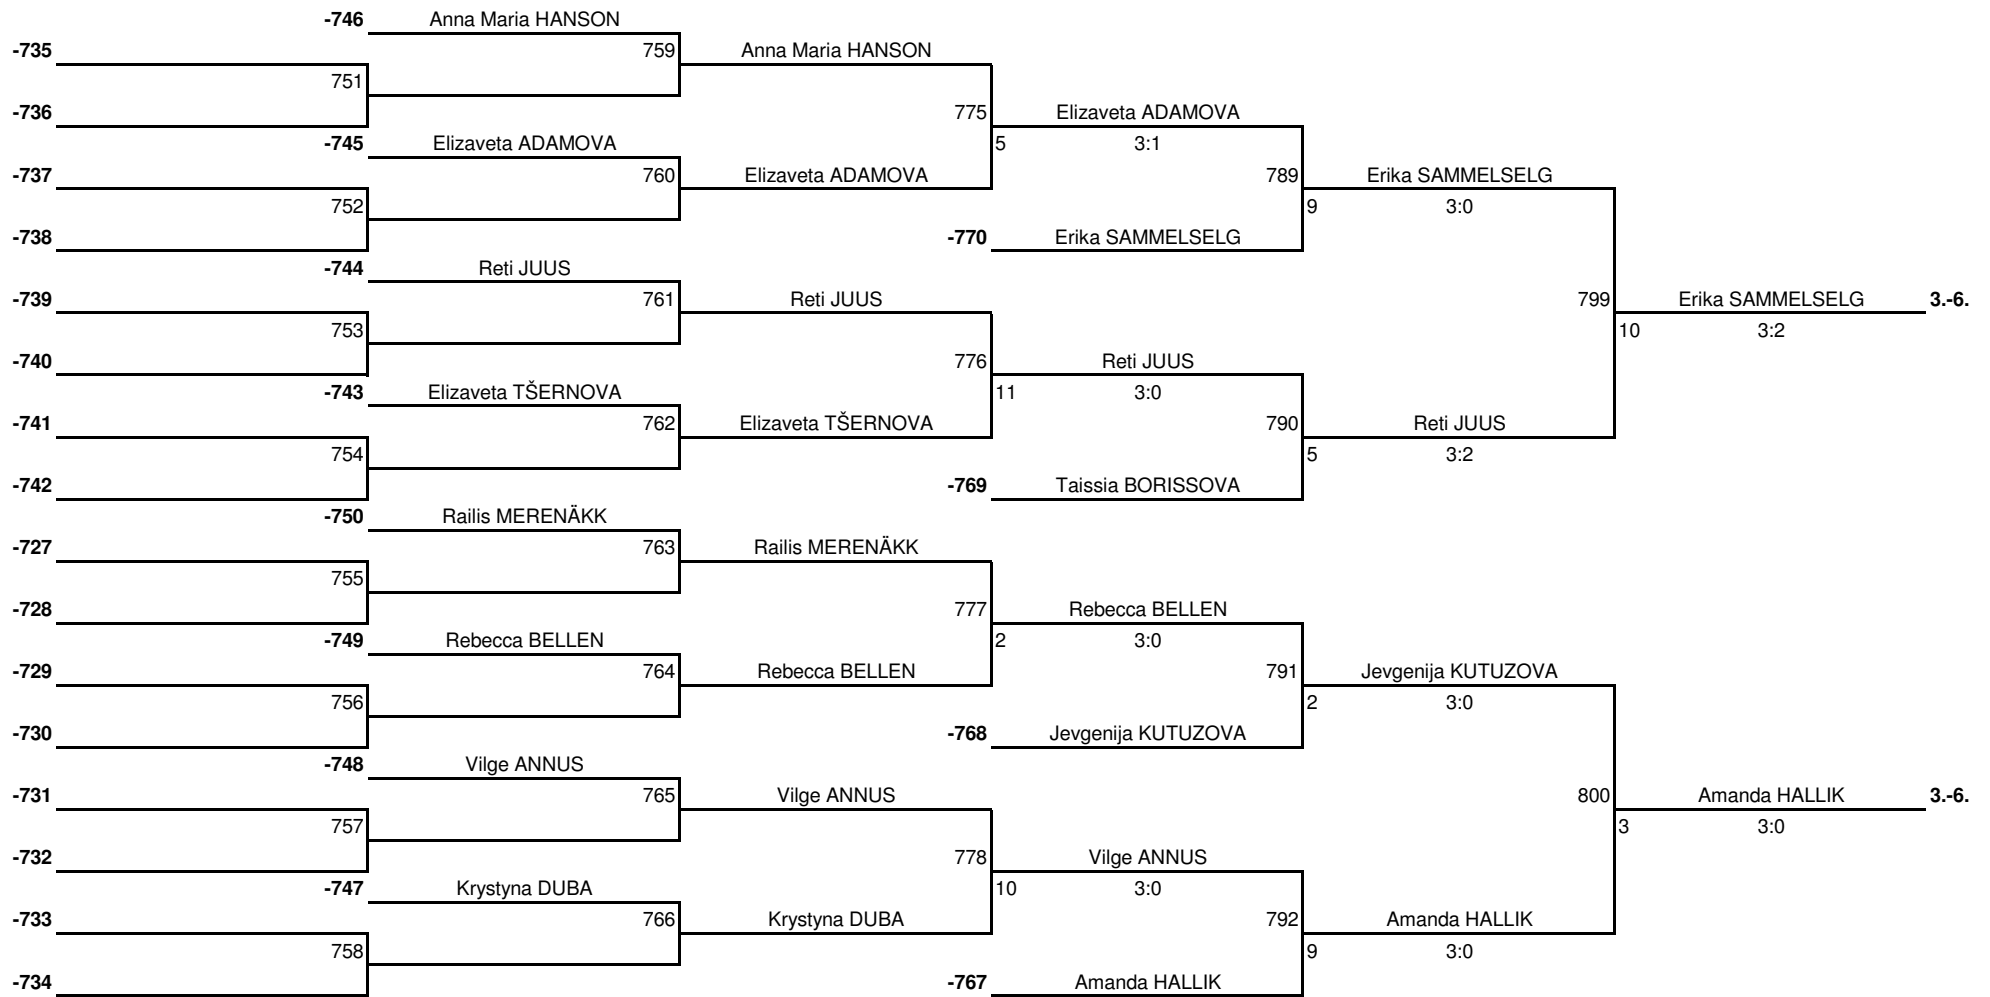 -746 Anna Maria HANSON
-735 759 Anna Maria HANSON
751
-736 775 Elizaveta ADAMOVA
-745 Elizaveta ADAMOVA 5 3:1
-737 760 Elizaveta ADAMOVA 789 Erika SAMMELSELG
752 9 3:0
-738 -770 Erika SAMMELSELG
-744 Reti JUUS
-739 761 Reti JUUS 799 Erika SAMMELSELG 3.-6.
753 10 3:2
-740 776 Reti JUUS
-743 Elizaveta TŠERNOVA 11 3:0
-741 762 Elizaveta TŠERNOVA 790 Reti JUUS
754 5 3:2
-742 -769 Taissia BORISSOVA
-750 Railis MERENÄKK
-727 763 Railis MERENÄKK
755
-728 777 Rebecca BELLEN
-749 Rebecca BELLEN 2 3:0
-729 764 Rebecca BELLEN 791 Jevgenija KUTUZOVA
756 2 3:0
-730 -768 Jevgenija KUTUZOVA
-748 Vilge ANNUS
-731 765 Vilge ANNUS 800 Amanda HALLIK 3.-6.
757 3 3:0
-732 778 Vilge ANNUS
-747 Krystyna DUBA 10 3:0
-733 766 Krystyna DUBA 792 Amanda HALLIK
758 9 3:0
-734 -767 Amanda HALLIK